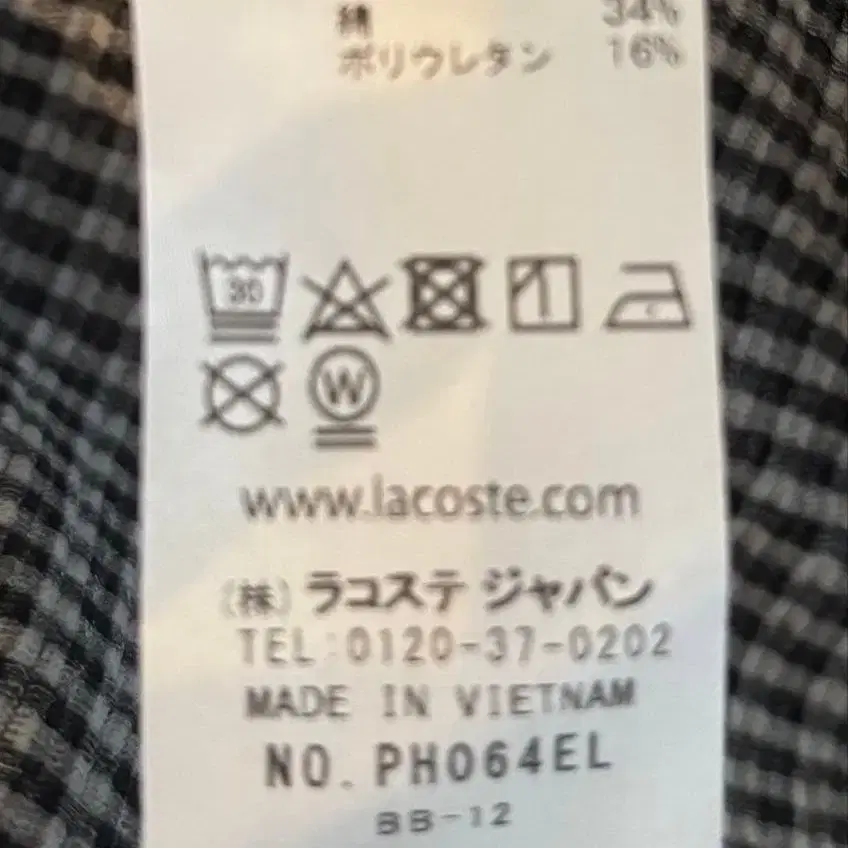 綿 34%
ポリウレタン 16%
30
W
www.lacoste.com
(株) ラコステ ジャパン
TEL:0120-37-0202
MADE IN VIETNAM
NO. PH064EL
BB-12